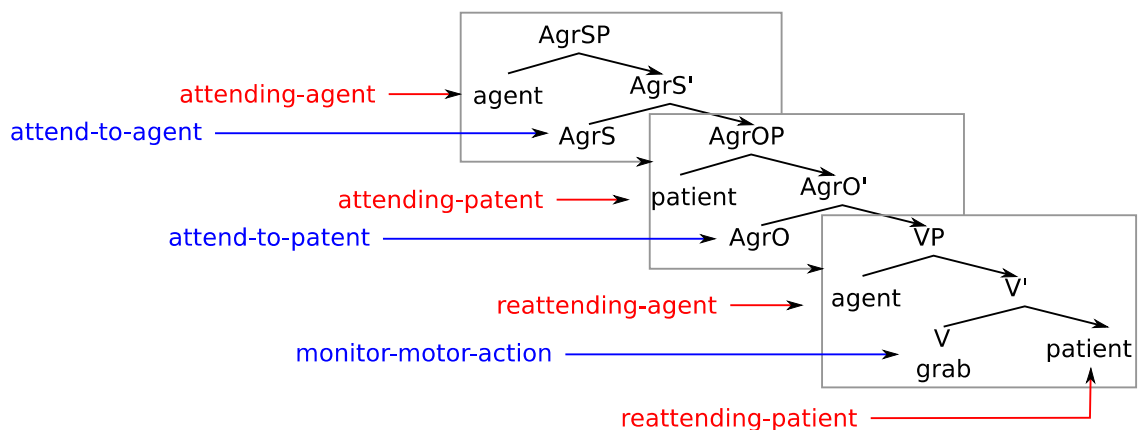 AgrSP
attending-agent
agent
AgrS'
attend-to-agent
AgrS
AgrOP
attending-patent
patient
AgrO'
attend-to-patent
AgrO
VP
reattending-agent
agent
V'
monitor-motor-action
V
grab
patient
reattending-patient